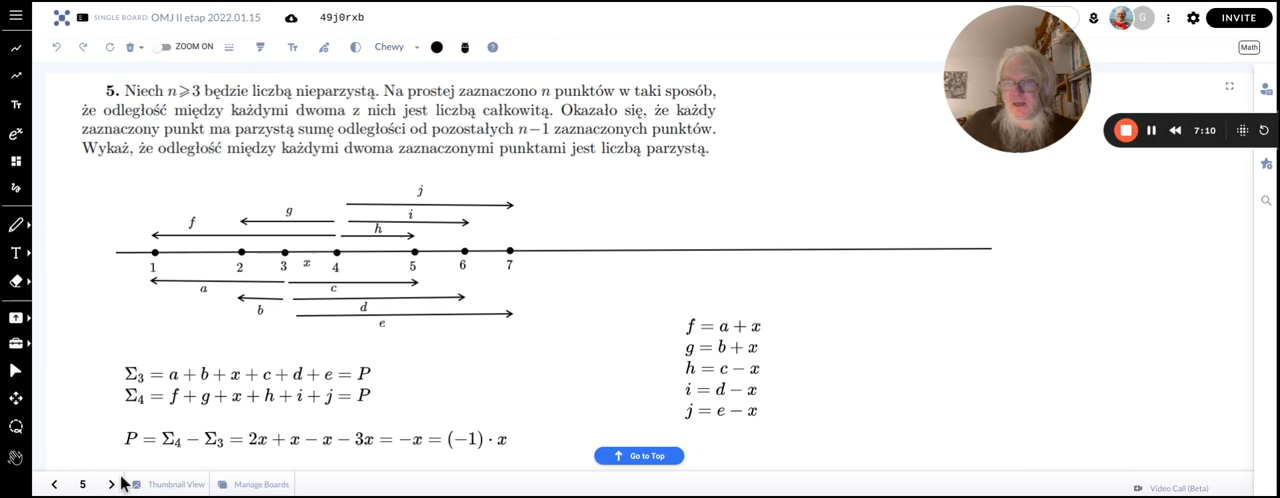 SINGLE BOARD: OMJ II etap 2022.01.15
49j0rxb
G
INVITE
ZOOM ON
Chewy
Math
5. Niech n⩾3 będzie liczbą nieparzystą. Na prostej zaznaczono n punktów w taki sposób,
że odległość między każdymi dwoma z nich jest liczbą całkowitą. Okazało się, że każdy
zaznaczony punkt ma parzystą sumę odległości od pozostałych n−1 zaznaczonych punktów.
Wykaż, że odległość między każdymi dwoma zaznaczonymi punktami jest liczbą parzystą.
7:10
j
g i
f h
1 2 3 x 4 5 6 7
a c
b d
e
f = a + x
g = b + x
h = c − x
i = d − x
j = e − x
Σ₃ = a + b + x + c + d + e = P
Σ₄ = f + g + x + h + i + j = P
P = Σ₄ − Σ₃ = 2x + x − x − 3x = −x = (−1) · x
Go to Top
5
Thumbnail View
Manage Boards
Video Call (Beta)